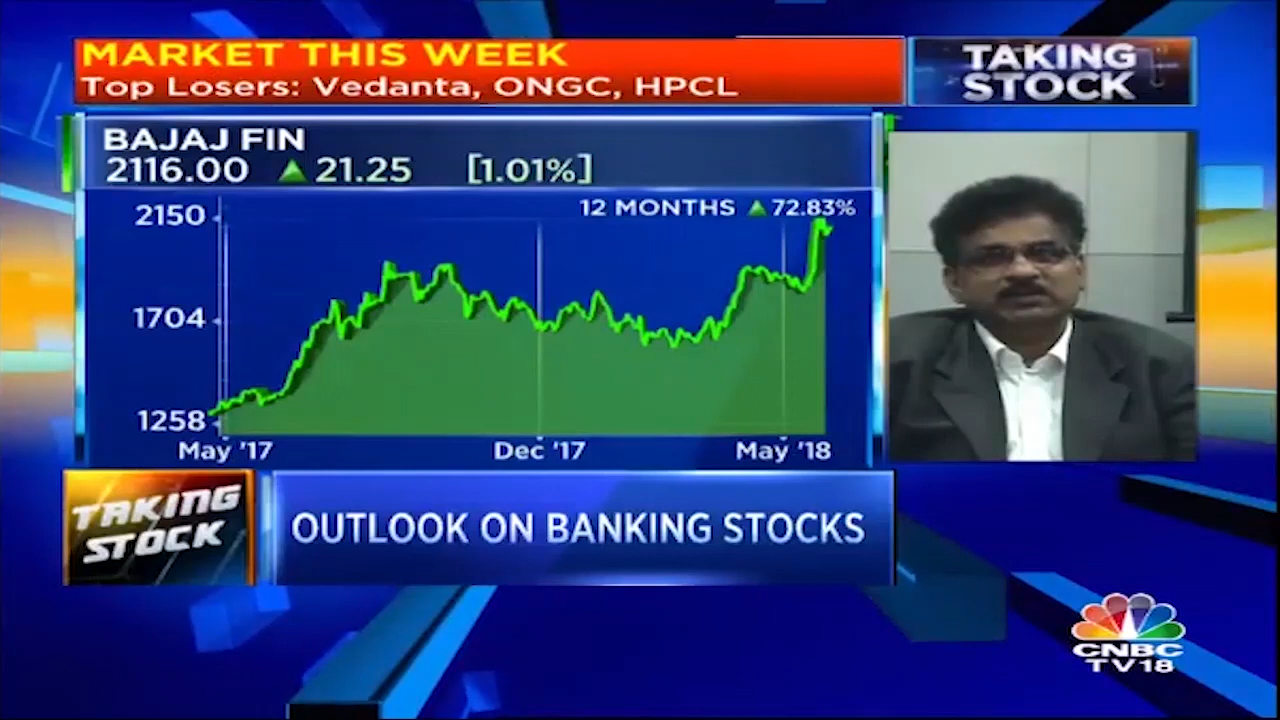 MARKET THIS WEEK
Top Losers: Vedanta, ONGC, HPCL
TAKING
STOCK
BAJAJ FIN
2116.00 ▲ 21.25 [1.01%]
12 MONTHS ▲ 72.83%
2150
1704
1258
May '17 Dec '17 May '18
TAKING
STOCK
OUTLOOK ON BANKING STOCKS
CNBC
TV18